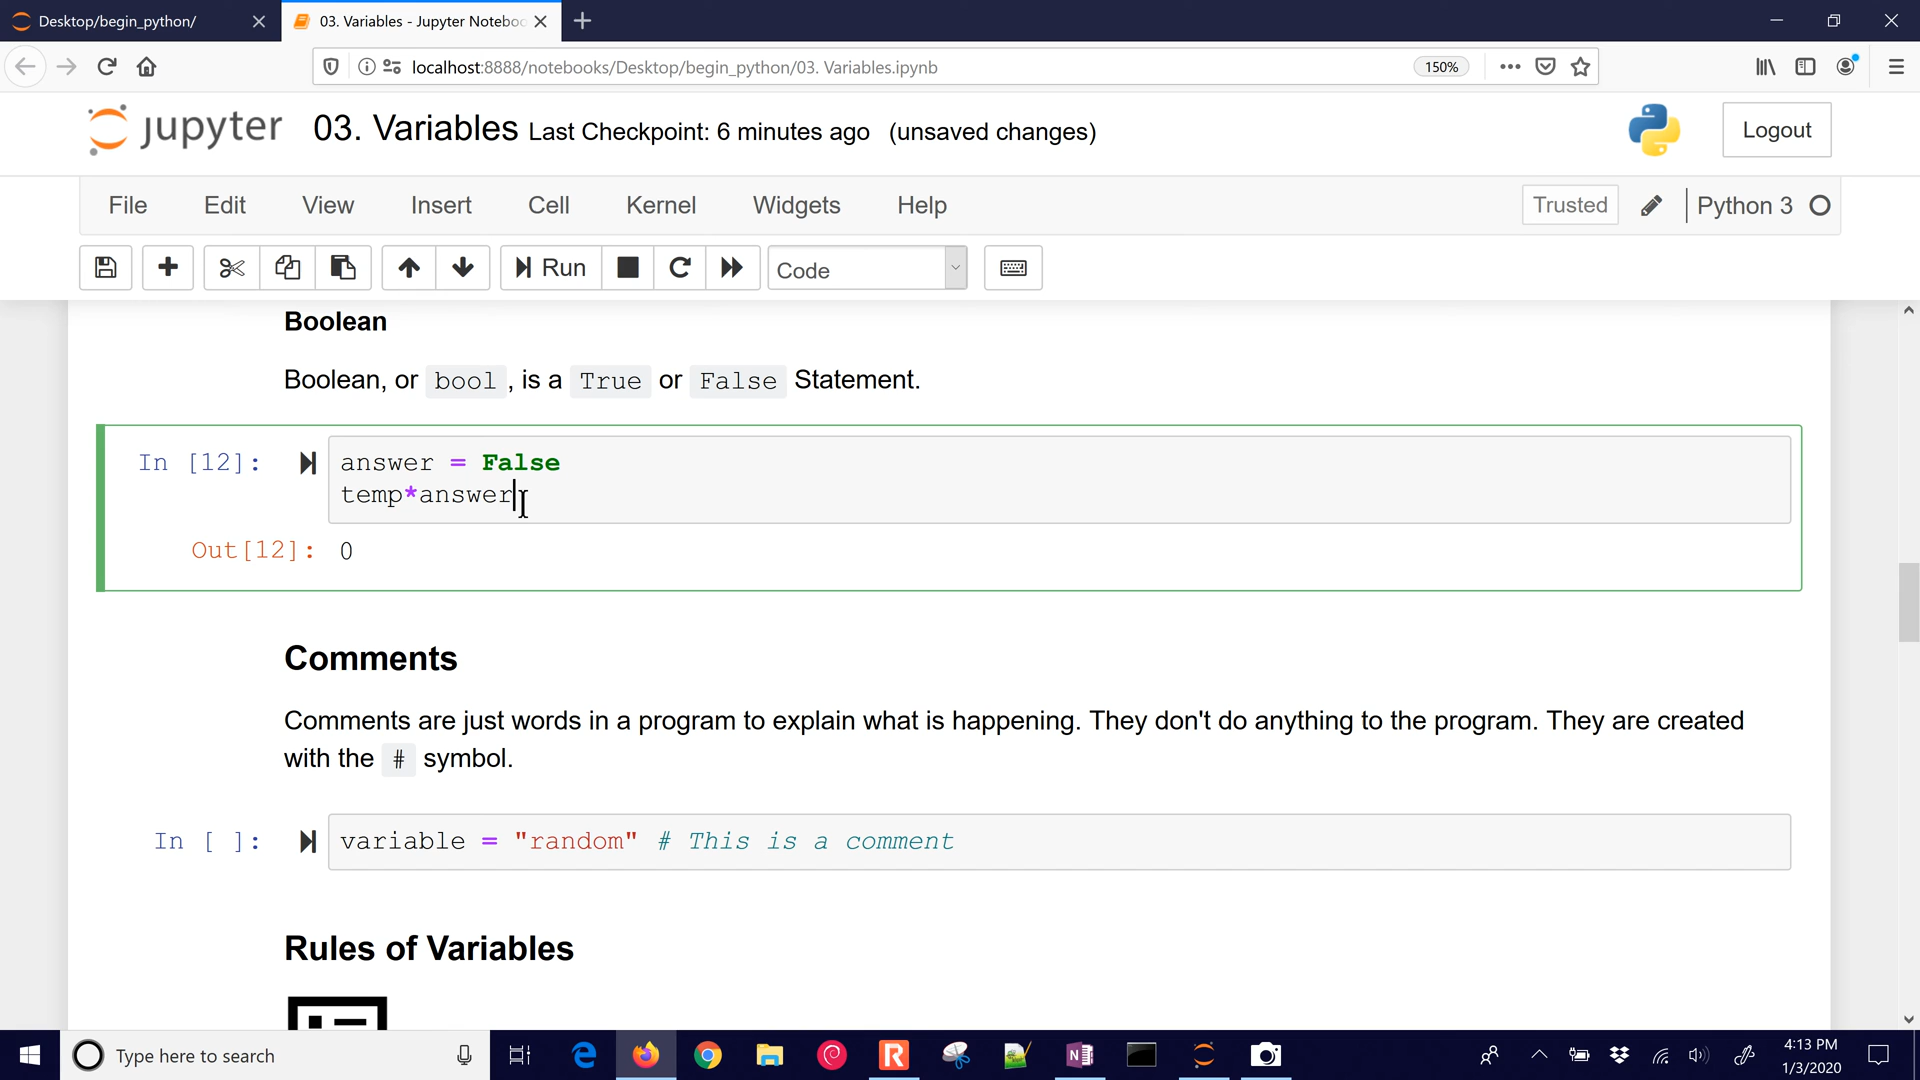 Desktop/begin_python/
03. Variables - Jupyter Noteboo
localhost:8888/notebooks/Desktop/begin_python/03. Variables.ipynb
150%
jupyter 03. Variables Last Checkpoint: 6 minutes ago (unsaved changes)
Logout
File Edit View Insert Cell Kernel Widgets Help
Trusted
Python 3
Run
Code
Boolean
Boolean, or bool, is a True or False Statement.
In [12]:
answer = False
temp*answer
Out[12]: 0
Comments
Comments are just words in a program to explain what is happening. They don't do anything to the program. They are created
with the # symbol.
In [ ]: variable = "random" # This is a comment
Rules of Variables
Type here to search
4:13 PM
1/3/2020